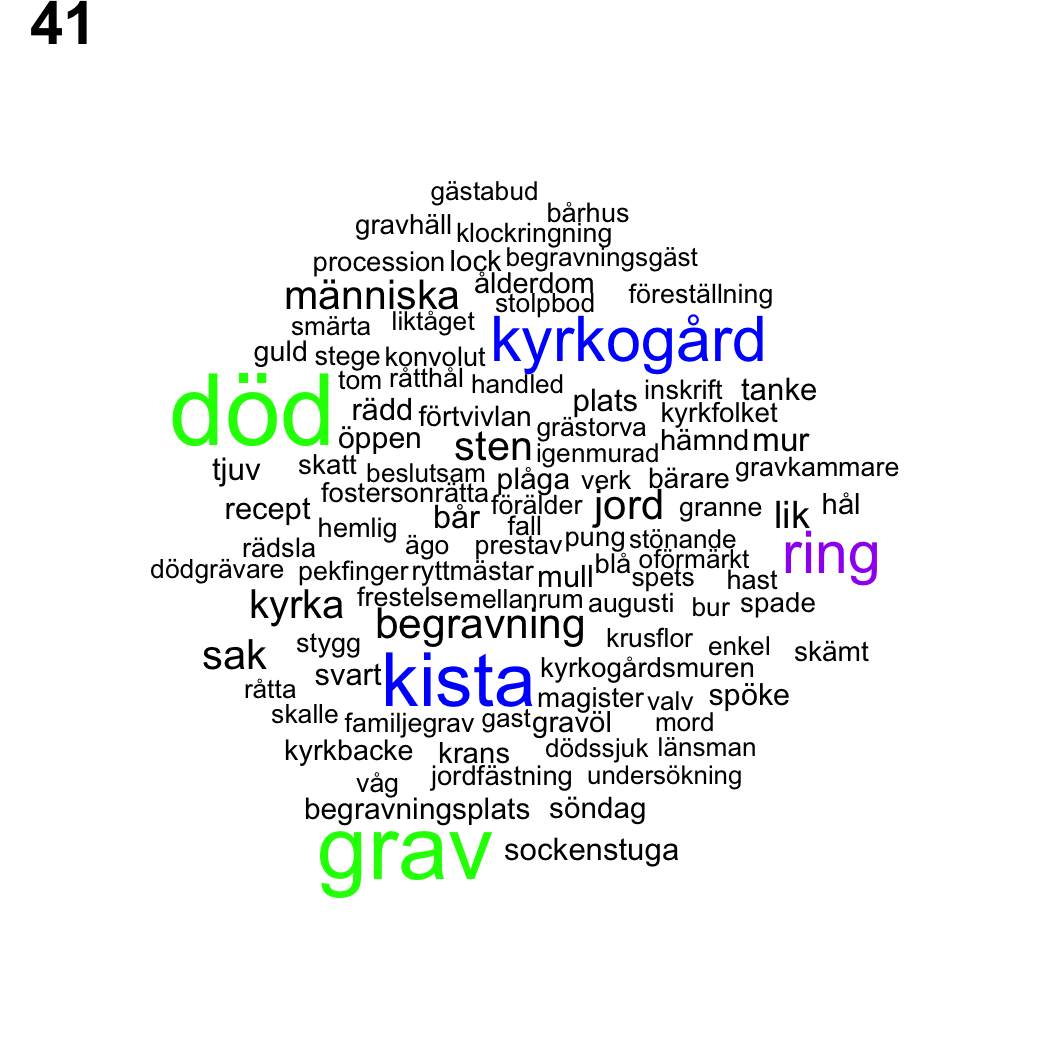 41
gästabud
bårhus
gravhäll klockringning
procession lock begravningsgäst
människa ålderdom föreställning
stolpbod
smärta liktåget kyrkogård
guld stege konvolut
död tom råtthål handled inskrift tanke
rädd förtvivlan plats kyrkfolket
öppen sten grästorva hämnd mur
igenmurad
tjuv skatt beslutsam plåga verk bärare gravkammare
fostersonrätta förälder jord granne lik hål
recept hemlig bår fall
rädsla ägo prestav pung stönande ring
dödgrävare pekfinger ryttmästar mull blå oförmärkt
spets hast
kyrka frestelse mellanrum augusti bur spade
begravning krusflor enkel skämt
sak stygg
svart kista kyrkogårdsmuren
råtta magister valv spöke
skalle familjegrav gast gravöl mord
kyrkbacke krans dödssjuk länsman
våg jordfästning undersökning
begravningsplats söndag
grav sockenstuga